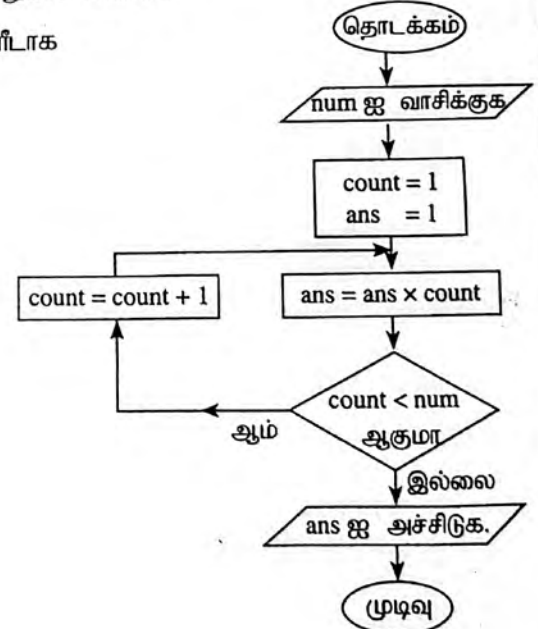 தொடக்கம்
num ஐ வாசிக்குக
count = 1
ans = 1
count = count + 1
ans = ans × count
count < num
ஆகுமா
ஆம்
இல்லை
ans ஐ அச்சிடுக.
முடிவு